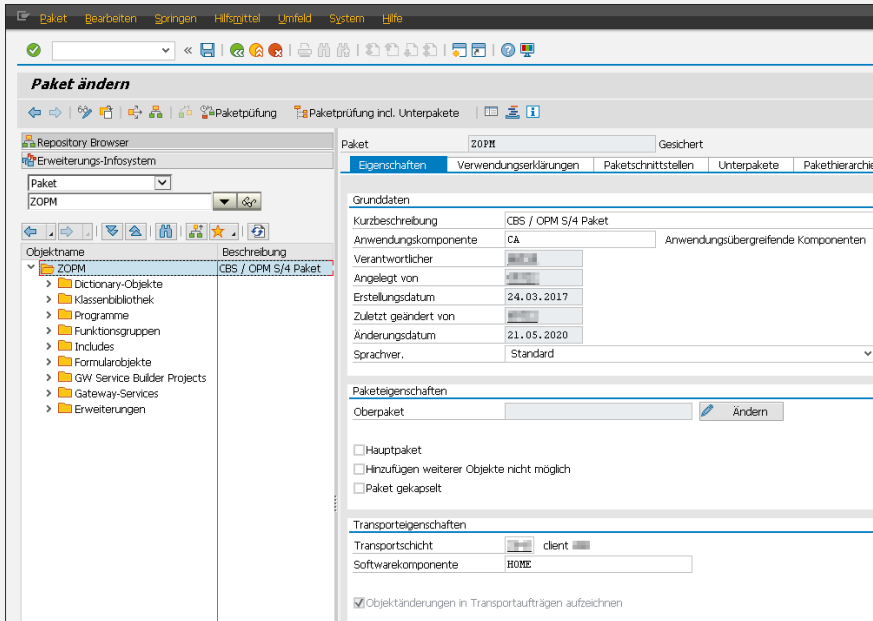 Paket Bearbeiten Springen Hilfsmittel Umfeld System Hilfe
Paket ändern
Paketpüfung Paketprüfung incl. Unterpakete
Repository Browser
Erweiterungs-Infosystem
Paket
ZOPM
Objektname Beschreibung
ZOPM CBS / OPM S/4 Paket
Dictionary-Objekte
Klassenbibliothek
Programme
Funktionsgruppen
Includes
Formularobjekte
GW Service Builder Projects
Gateway-Services
Erweiterungen
Paket ZOPM Gesichert
Eigenschaften Verwendungserklärungen Paketschnittstellen Unterpakete Pakethierarchie
Grunddaten
Kurzbeschreibung CBS / OPM S/4 Paket
Anwendungskomponente CA Anwendungsübergreifende Komponenten
Verantwortlicher
Angelegt von
Erstellungsdatum 24.03.2017
Zuletzt geändert von
Änderungsdatum 21.05.2020
Sprachver. Standard
Paketeigenschaften
Oberpaket Ändern
Hauptpaket
Hinzufügen weiterer Objekte nicht möglich
Paket gekapselt
Transporteigenschaften
Transportschicht client
Softwarekomponente HOME
Objektänderungen in Transportaufträgen aufzeichnen